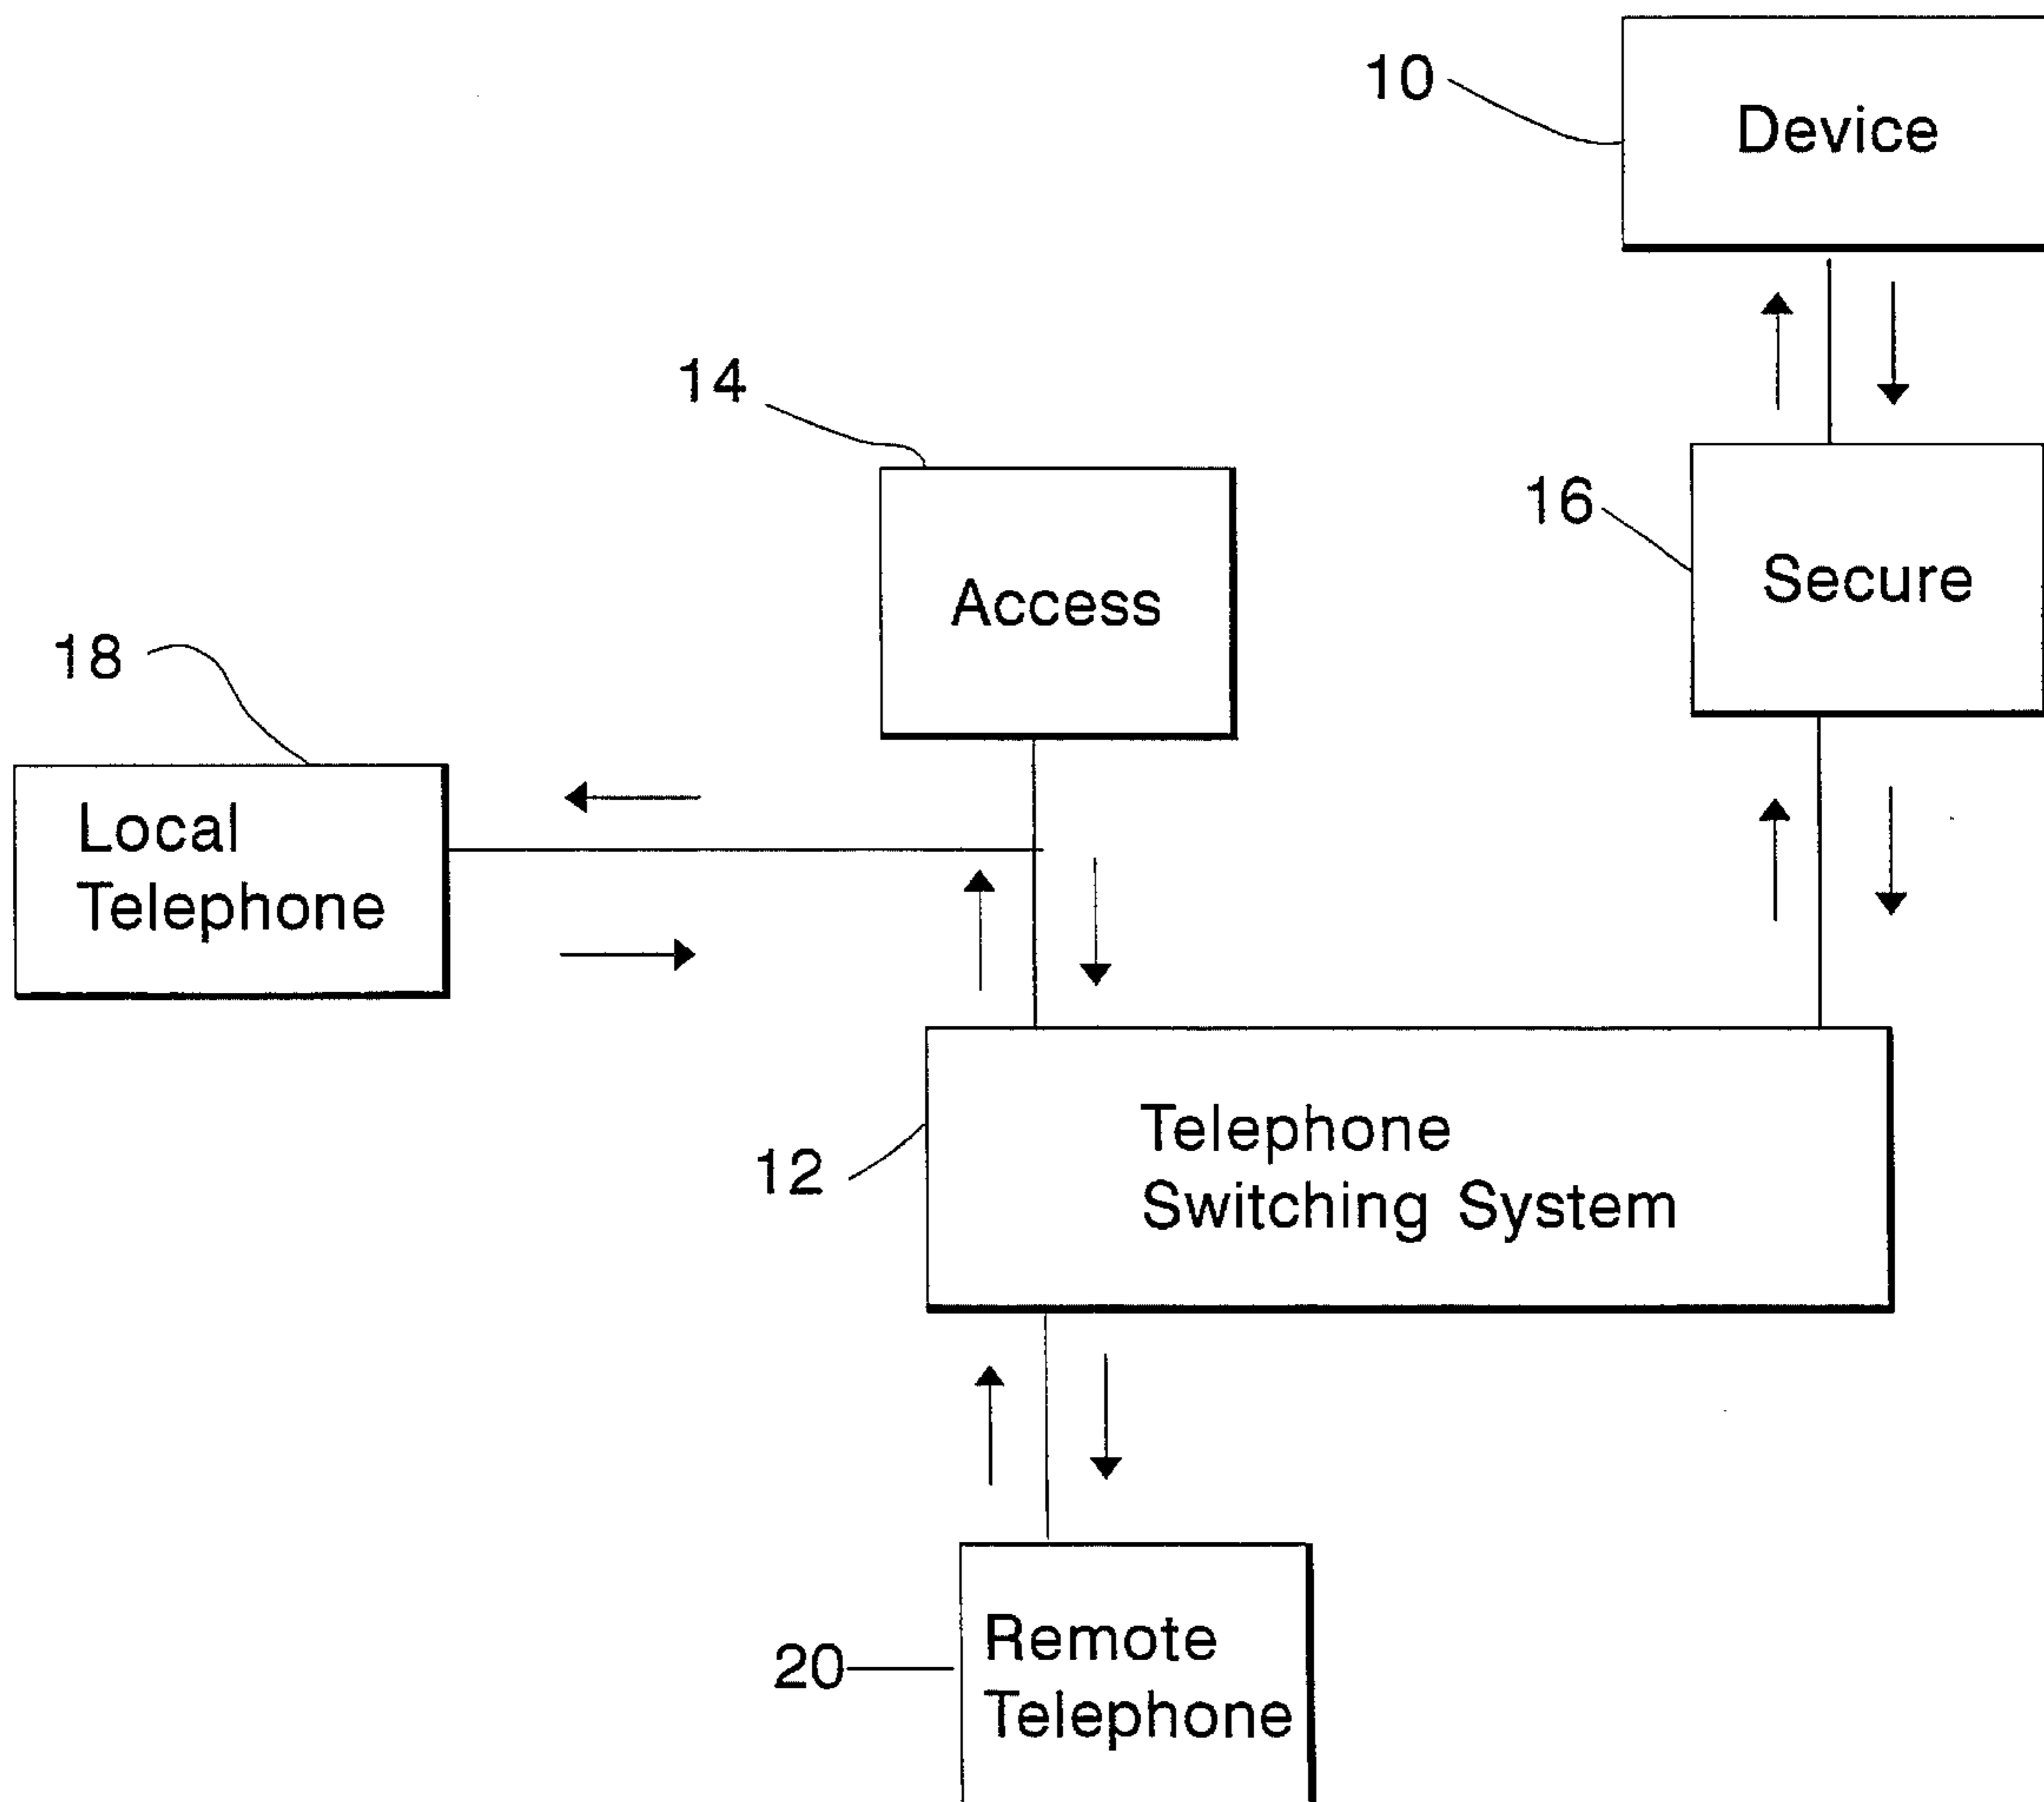 10
Device
14
Access
16
Secure
18
Local
Telephone
12
Telephone
Switching System
20
Remote
Telephone